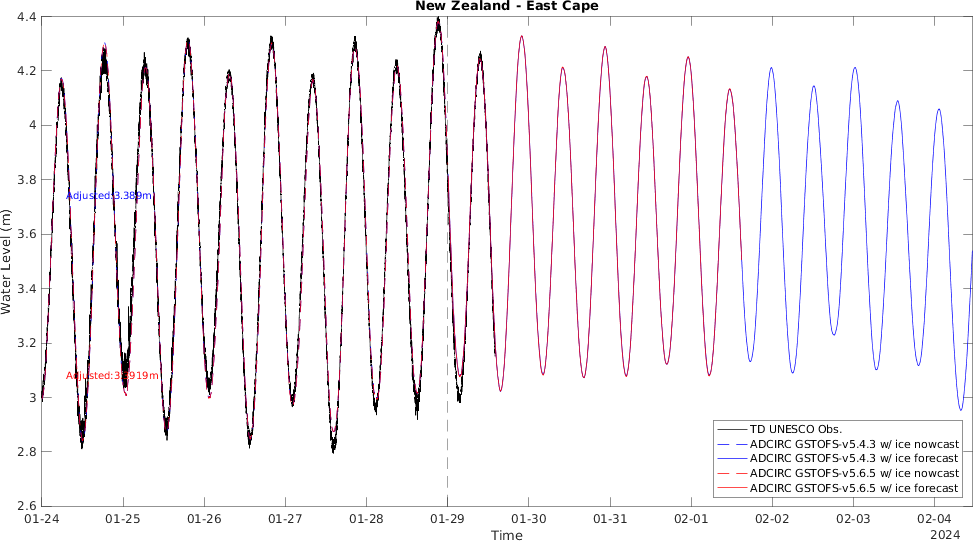 New Zealand - East Cape
Water Level (m)
4.4
4.2
4
3.8
3.6
3.4
3.2
3
2.8
2.6
Adjusted:3.389m
TD UNESCO Obs.
ADCIRC GSTOFS-v5.4.3 w/ ice nowcast
ADCIRC GSTOFS-v5.4.3 w/ ice forecast
ADCIRC GSTOFS-v5.6.5 w/ ice nowcast
ADCIRC GSTOFS-v5.6.5 w/ ice forecast
01-24
01-25
01-26
01-27
01-28
01-29
01-30
01-31
02-01
02-02
02-03
02-04
2024
Time